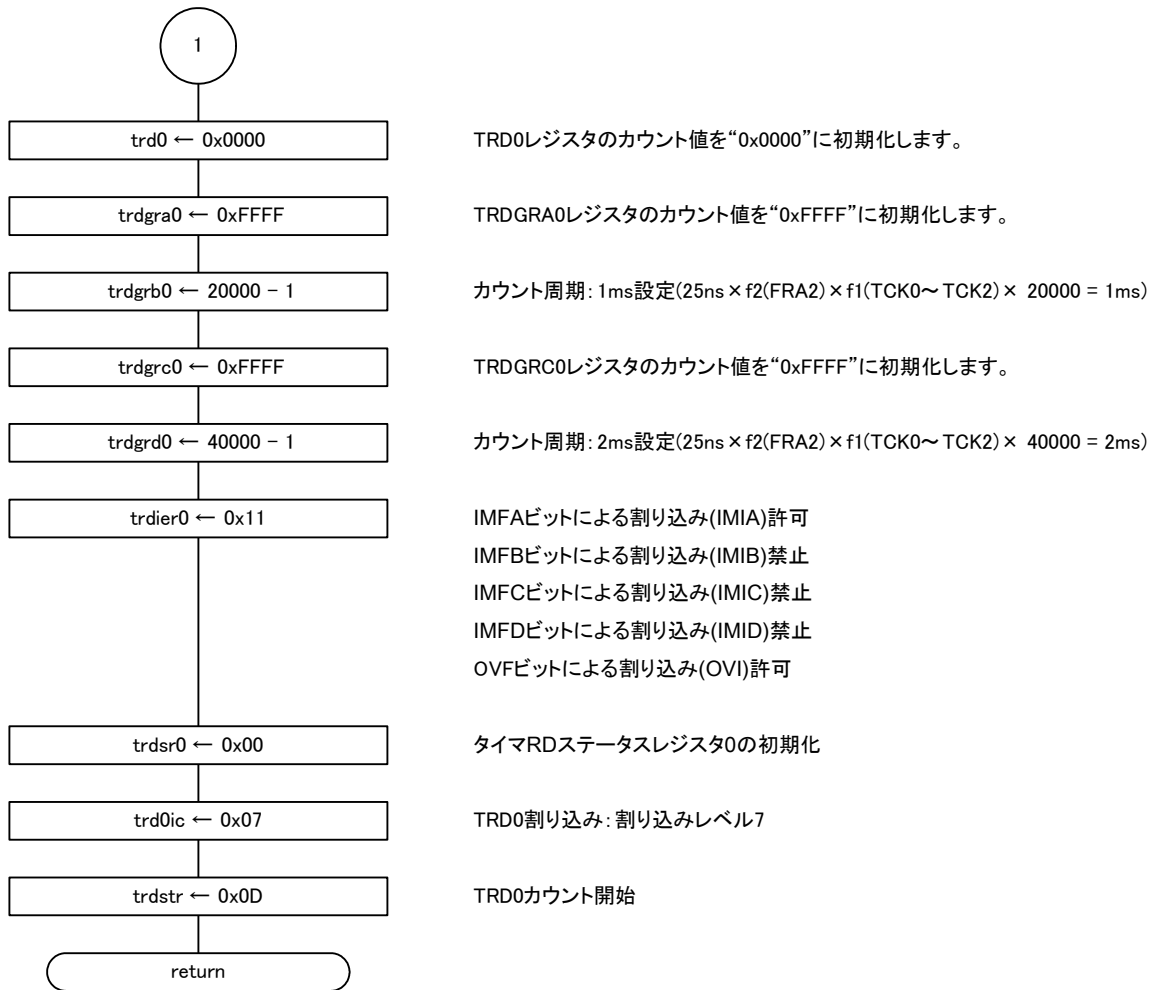 1
trd0 ← 0x0000
TRD0レジスタのカウント値を“0x0000”に初期化します。
trdgra0 ← 0xFFFF
TRDGRA0レジスタのカウント値を“0xFFFF”に初期化します。
trdgrb0 ← 20000 - 1
カウント周期：1ms設定(25ns×f2(FRA2)×f1(TCK0～TCK2)× 20000 = 1ms)
trdgrc0 ← 0xFFFF
TRDGRC0レジスタのカウント値を“0xFFFF”に初期化します。
trdgrd0 ← 40000 - 1
カウント周期：2ms設定(25ns×f2(FRA2)×f1(TCK0～TCK2)× 40000 = 2ms)
trdier0 ← 0x11
IMFAビットによる割り込み(IMIA)許可
IMFBビットによる割り込み(IMIB)禁止
IMFCビットによる割り込み(IMIC)禁止
IMFDビットによる割り込み(IMID)禁止
OVFビットによる割り込み(OVI)許可
trdsr0 ← 0x00
タイマRDステータスレジスタ0の初期化
trd0ic ← 0x07
TRD0割り込み：割り込みレベル7
trdstr ← 0x0D
TRD0カウント開始
return